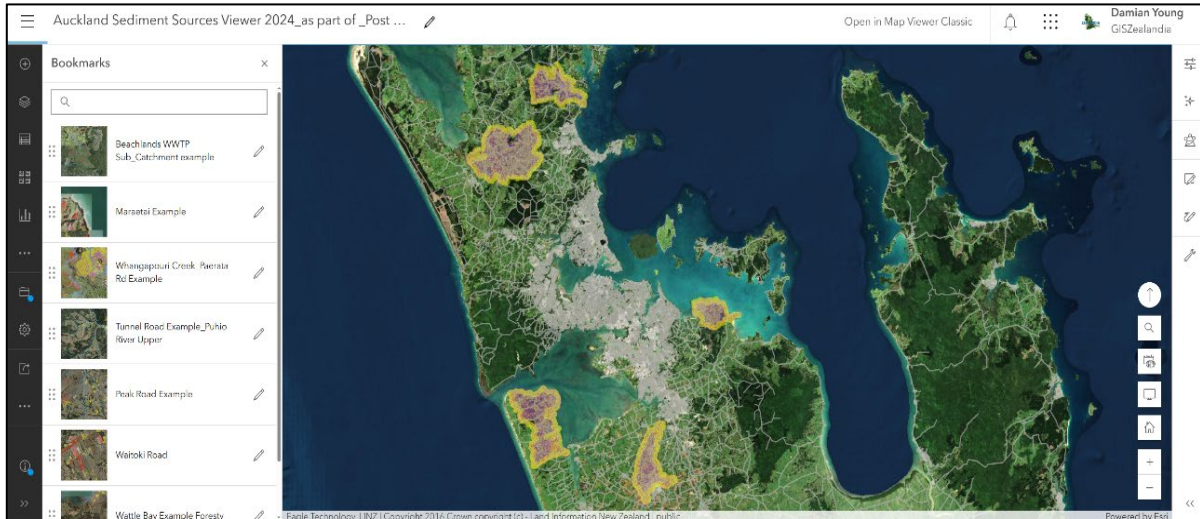 Auckland Sediment Sources Viewer 2024_as part of _Post ...
Open in Map Viewer Classic
Damian Young
GISZealandia
Bookmarks
Beachlands WWTP
Sub_Catchment example
Maraetai Example
Whangapouri Creek_Paerata
Rd Example
Tunnel Road Example_Puhio
River Upper
Peak Road Example
Waitoki Road
Wattle Bay Example Foresty
Eagle Technology, LINZ | Copyright 2016 Crown copyright (c) - Land Information New Zealand | public
Powered by Esri